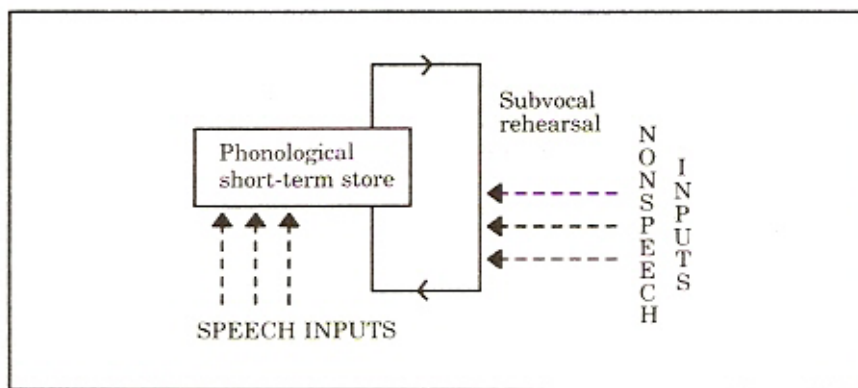 Subvocal
rehearsal
Phonological
short-term store
NONSPEECH
INPUTS
SPEECH INPUTS